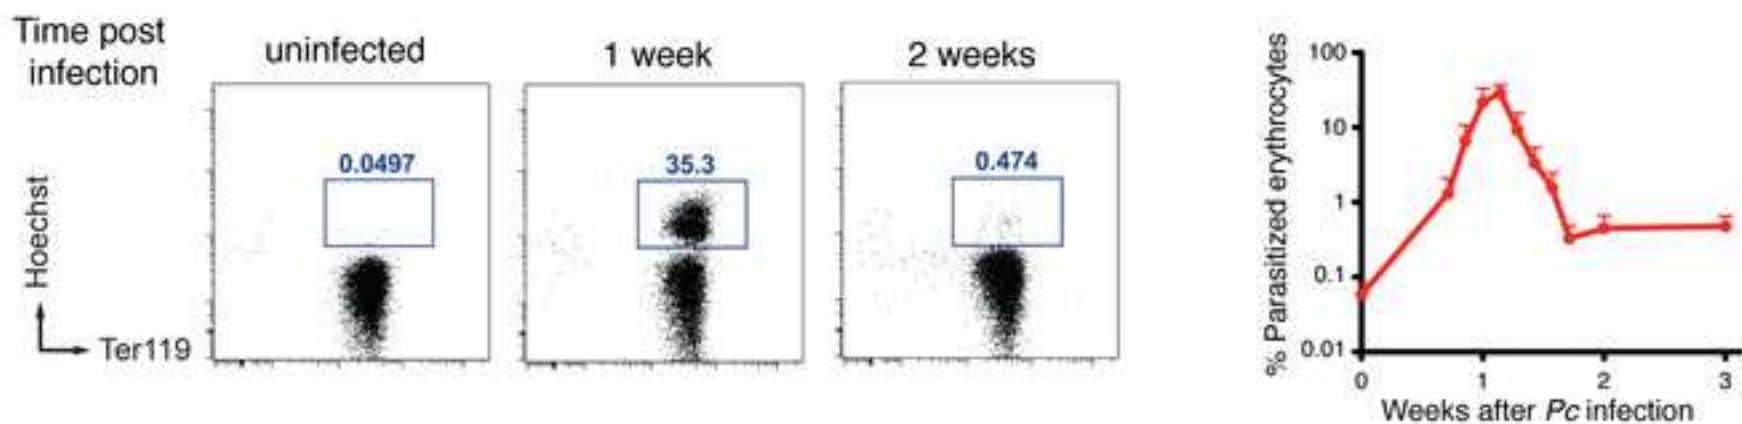 Time post
infection
uninfected
1 week
2 weeks
0.0497
35.3
0.474
Hoechst
Ter119
% Parasitized erythrocytes
100
10
1
0.1
0.01
0
1
2
3
Weeks after Pc infection